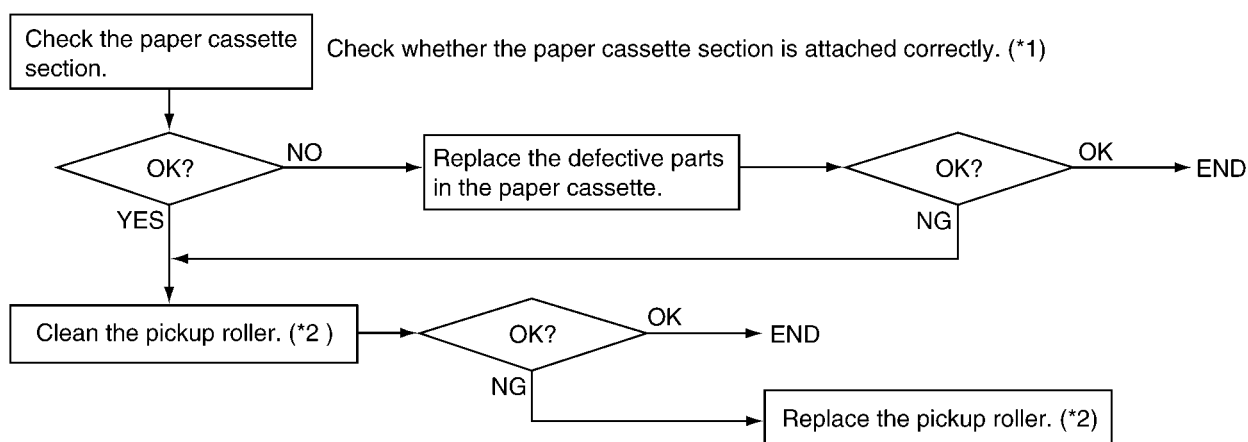 Check the paper cassette
section.
Check whether the paper cassette section is attached correctly. (*1)
OK?
NO
Replace the defective parts
in the paper cassette.
OK?
OK
END
YES
NG
Clean the pickup roller. (*2 )
OK?
OK
END
NG
Replace the pickup roller. (*2)